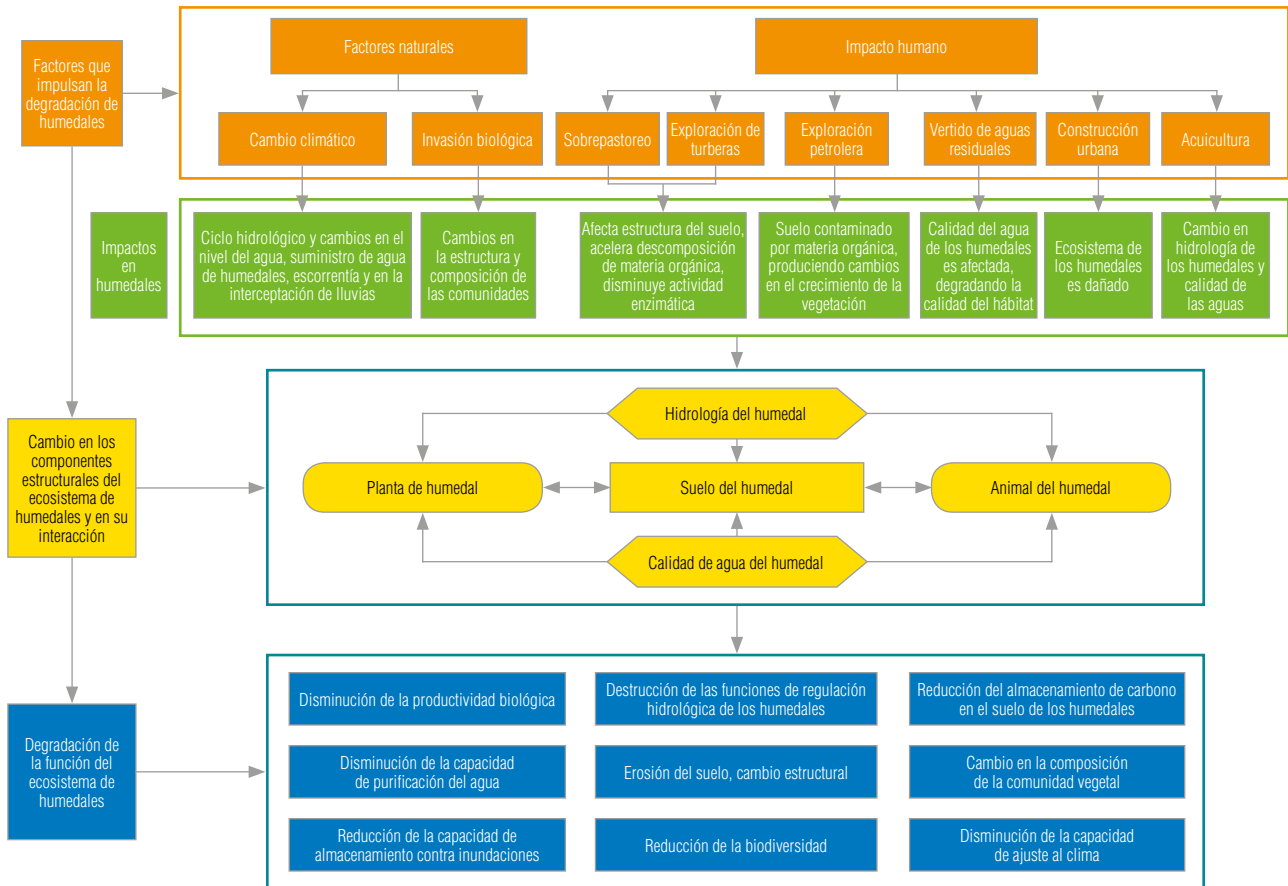 Factores que
impulsan la
degradación de
humedales
Factores naturales
Impacto humano
Cambio climático
Invasión biológica
Sobrepastoreo
Exploración de
turberas
Exploración
petrolera
Vertido de aguas
residuales
Construcción
urbana
Acuicultura
Impactos
en
humedales
Ciclo hidrológico y cambios en el
nivel del agua, suministro de agua
de humedales, escorrentía y en la
interceptación de lluvias
Cambios en
la estructura y
composición de
las comunidades
Afecta estructura del suelo,
acelera descomposición
de materia orgánica,
disminuye actividad
enzimática
Suelo contaminado
por materia orgánica,
produciendo cambios
en el crecimiento de la
vegetación
Calidad del agua
de los humedales
es afectada,
degradando la
calidad del hábitat
Ecosistema de
los humedales
es dañado
Cambio en
hidrología de
los humedales y
calidad de
las aguas
Cambio en los
componentes
estructurales del
ecosistema de
humedales y en su
interacción
Hidrología del humedal
Planta de humedal
Suelo del humedal
Animal del humedal
Calidad de agua del humedal
Degradación de
la función del
ecosistema de
humedales
Disminución de la productividad biológica
Destrucción de las funciones de regulación
hidrológica de los humedales
Reducción del almacenamiento de carbono
en el suelo de los humedales
Disminución de la capacidad
de purificación del agua
Erosión del suelo, cambio estructural
Cambio en la composición
de la comunidad vegetal
Reducción de la capacidad de
almacenamiento contra inundaciones
Reducción de la biodiversidad
Disminución de la capacidad
de ajuste al clima